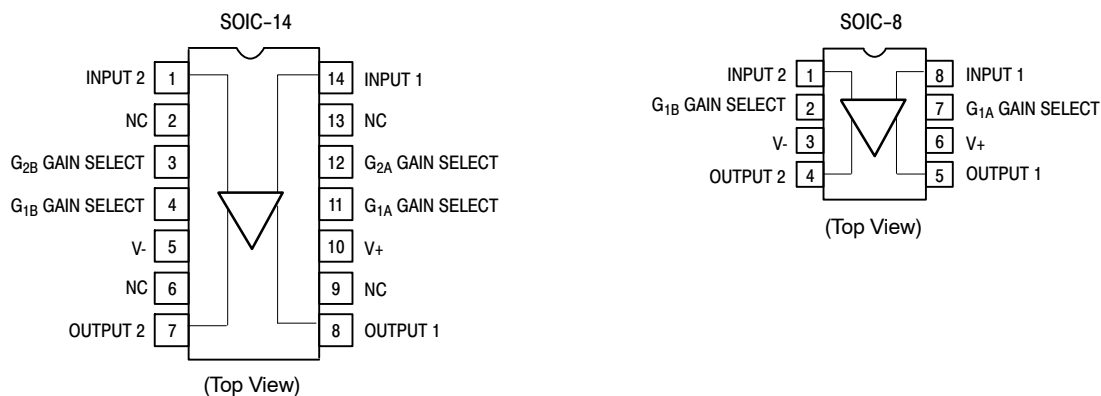 SOIC-14
INPUT 2 1 14 INPUT 1
NC 2 13 NC
G2B GAIN SELECT 3 12 G2A GAIN SELECT
G1B GAIN SELECT 4 11 G1A GAIN SELECT
V- 5 10 V+
NC 6 9 NC
OUTPUT 2 7 8 OUTPUT 1
(Top View)
SOIC-8
INPUT 2 1 8 INPUT 1
G1B GAIN SELECT 2 7 G1A GAIN SELECT
V- 3 6 V+
OUTPUT 2 4 5 OUTPUT 1
(Top View)